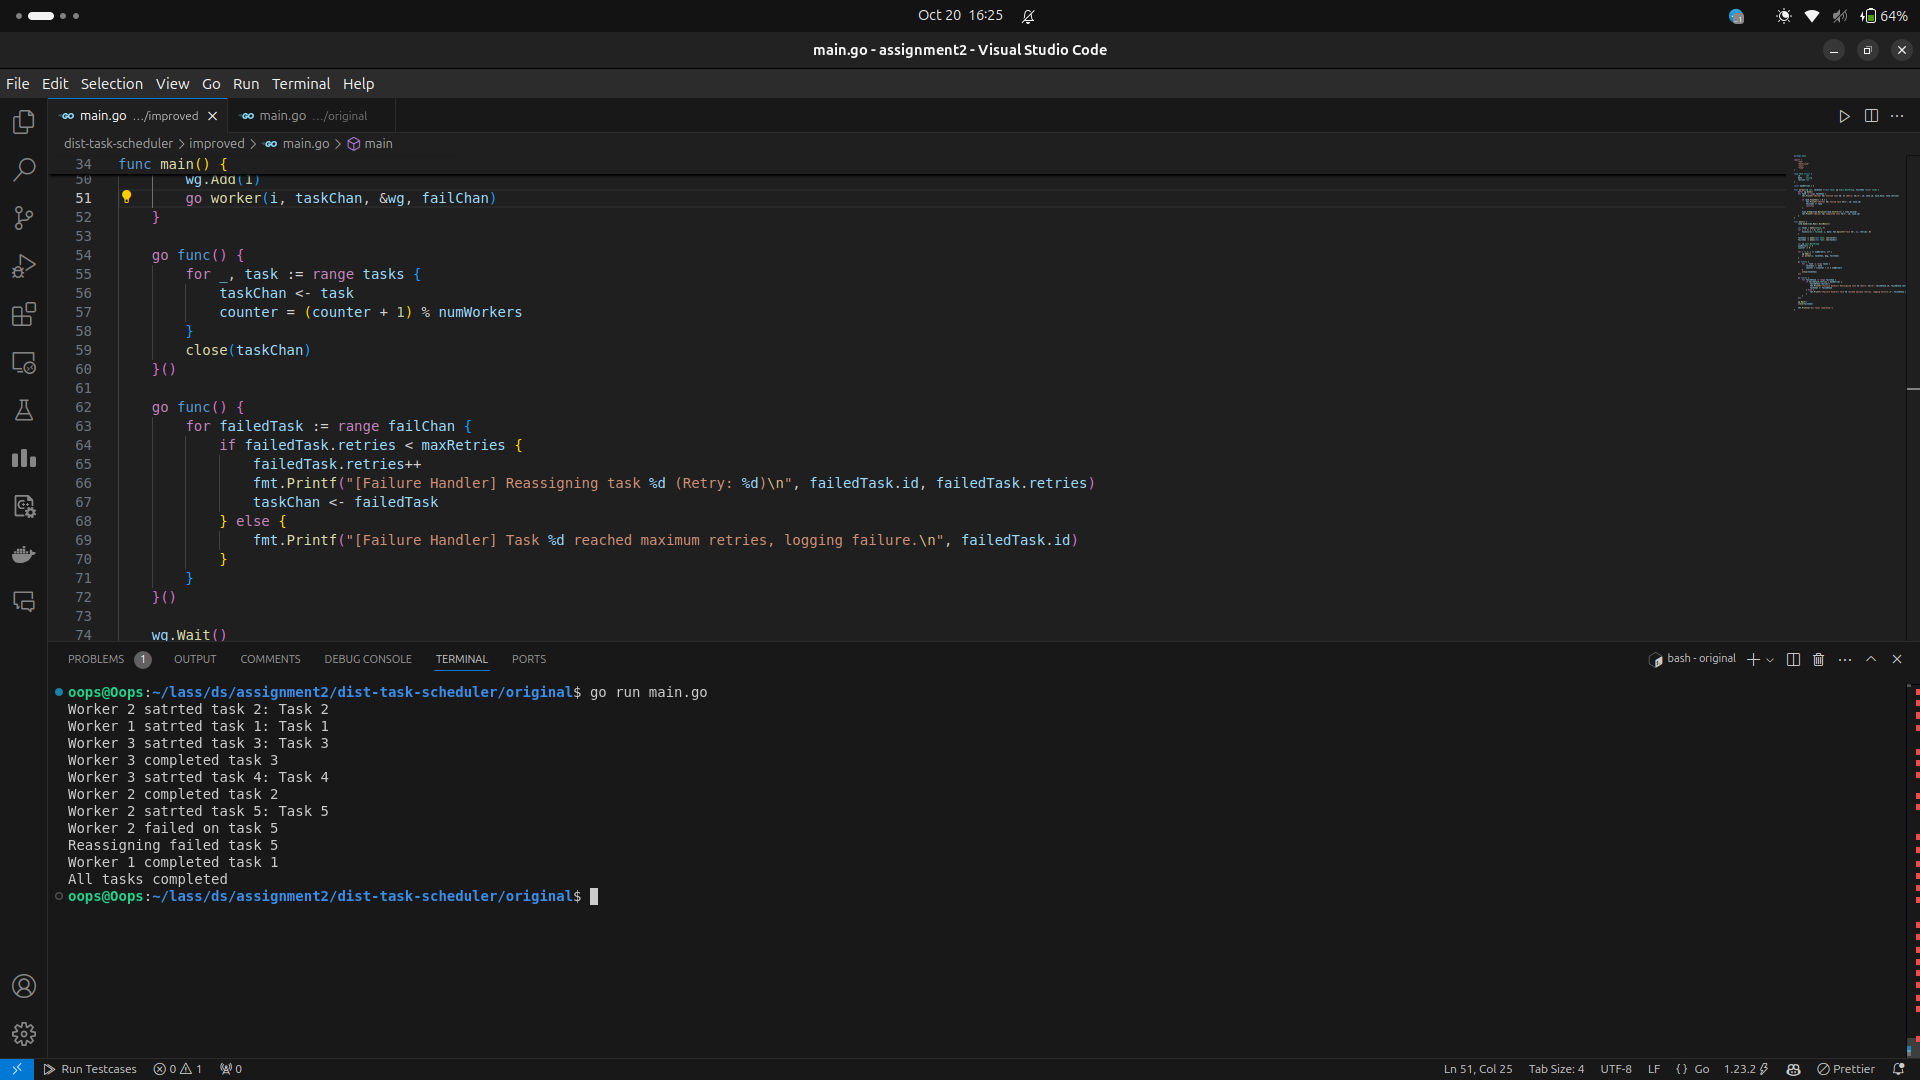 Oct 20 16:25
64%
main.go - assignment2 - Visual Studio Code
File Edit Selection View Go Run Terminal Help
main.go .../improved
main.go .../original
dist-task-scheduler > improved > main.go > main
34 func main() {
50 wg.Add(1)
51 go worker(i, taskChan, &wg, failChan)
52 }
53
54 go func() {
55 for _, task := range tasks {
56 taskChan <- task
57 counter = (counter + 1) % numWorkers
58 }
59 close(taskChan)
60 }()
61
62 go func() {
63 for failedTask := range failChan {
64 if failedTask.retries < maxRetries {
65 failedTask.retries++
66 fmt.Printf("[Failure Handler] Reassigning task %d (Retry: %d)\n", failedTask.id, failedTask.retries)
67 taskChan <- failedTask
68 } else {
69 fmt.Printf("[Failure Handler] Task %d reached maximum retries, logging failure.\n", failedTask.id)
70 }
71 }
72 }()
73
74 wg.Wait()
PROBLEMS 1 OUTPUT COMMENTS DEBUG CONSOLE TERMINAL PORTS
bash - original
oops@Oops:~/lass/ds/assignment2/dist-task-scheduler/original$ go run main.go
Worker 2 satrted task 2: Task 2
Worker 1 satrted task 1: Task 1
Worker 3 satrted task 3: Task 3
Worker 3 completed task 3
Worker 3 satrted task 4: Task 4
Worker 2 completed task 2
Worker 2 satrted task 5: Task 5
Worker 2 failed on task 5
Reassigning failed task 5
Worker 1 completed task 1
All tasks completed
oops@Oops:~/lass/ds/assignment2/dist-task-scheduler/original$
Run Testcases 0 1 0
Ln 51, Col 25 Tab Size: 4 UTF-8 LF {} Go 1.23.2 Prettier